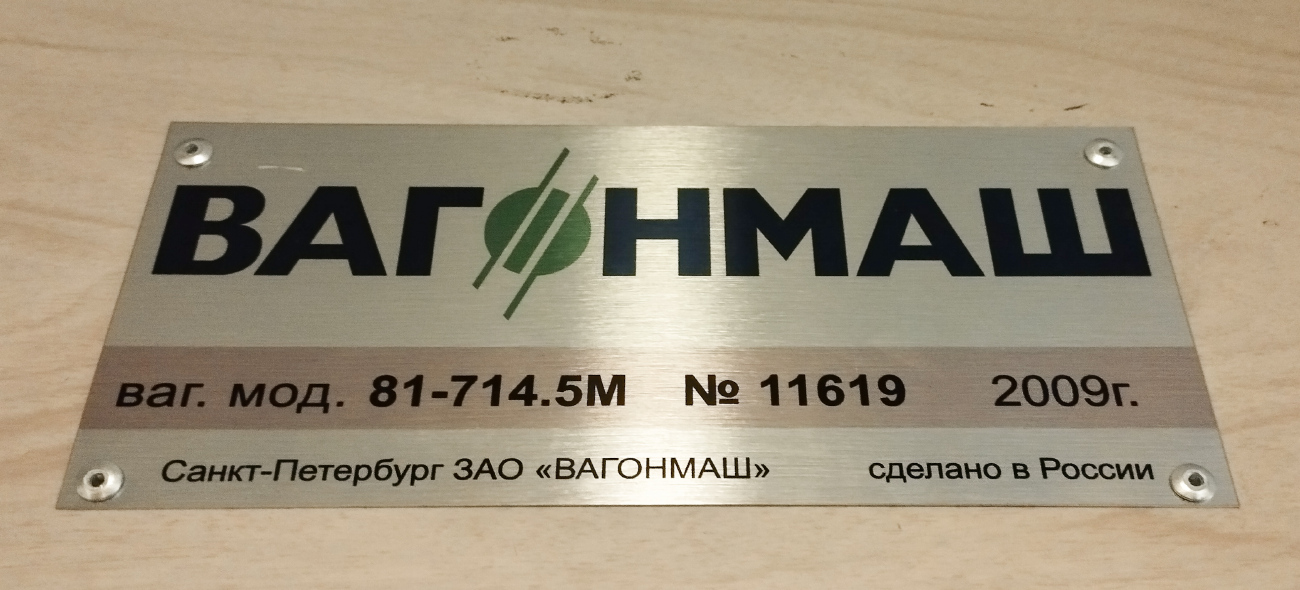 ВАГОНМАШ
ваг. мод. 81-714.5М № 11619 2009г.
Санкт-Петербург ЗАО «ВАГОНМАШ» сделано в России